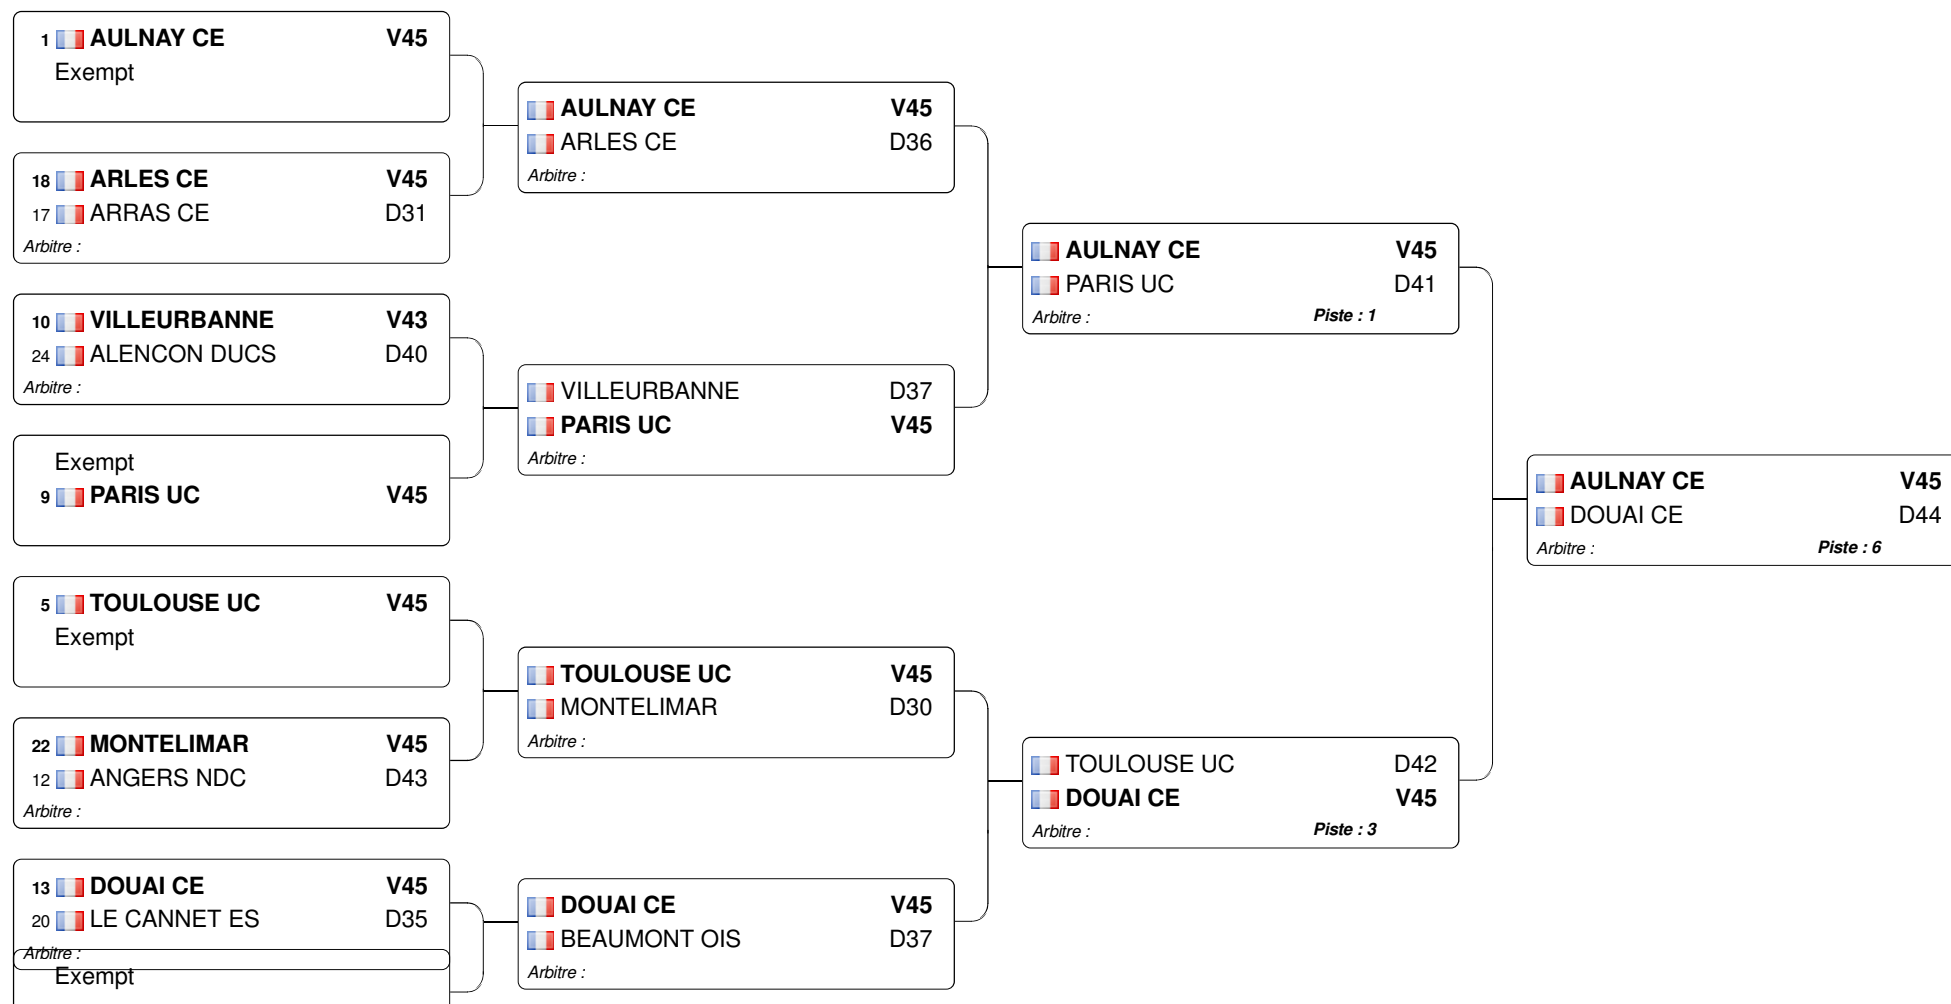 1 AULNAY CE V45
Exempt
18 ARLES CE V45
17 ARRAS CE D31
Arbitre :
10 VILLEURBANNE V43
24 ALENCON DUCS D40
Arbitre :
Exempt
9 PARIS UC V45
5 TOULOUSE UC V45
Exempt
22 MONTELIMAR V45
12 ANGERS NDC D43
Arbitre :
13 DOUAI CE V45
20 LE CANNET ES D35
Arbitre :
Exempt
AULNAY CE V45
ARLES CE D36
Arbitre :
VILLEURBANNE D37
PARIS UC V45
Arbitre :
TOULOUSE UC V45
MONTELIMAR D30
Arbitre :
DOUAI CE V45
BEAUMONT OIS D37
Arbitre :
AULNAY CE V45
PARIS UC D41
Arbitre : Piste : 1
TOULOUSE UC D42
DOUAI CE V45
Arbitre : Piste : 3
AULNAY CE V45
DOUAI CE D44
Arbitre : Piste : 6